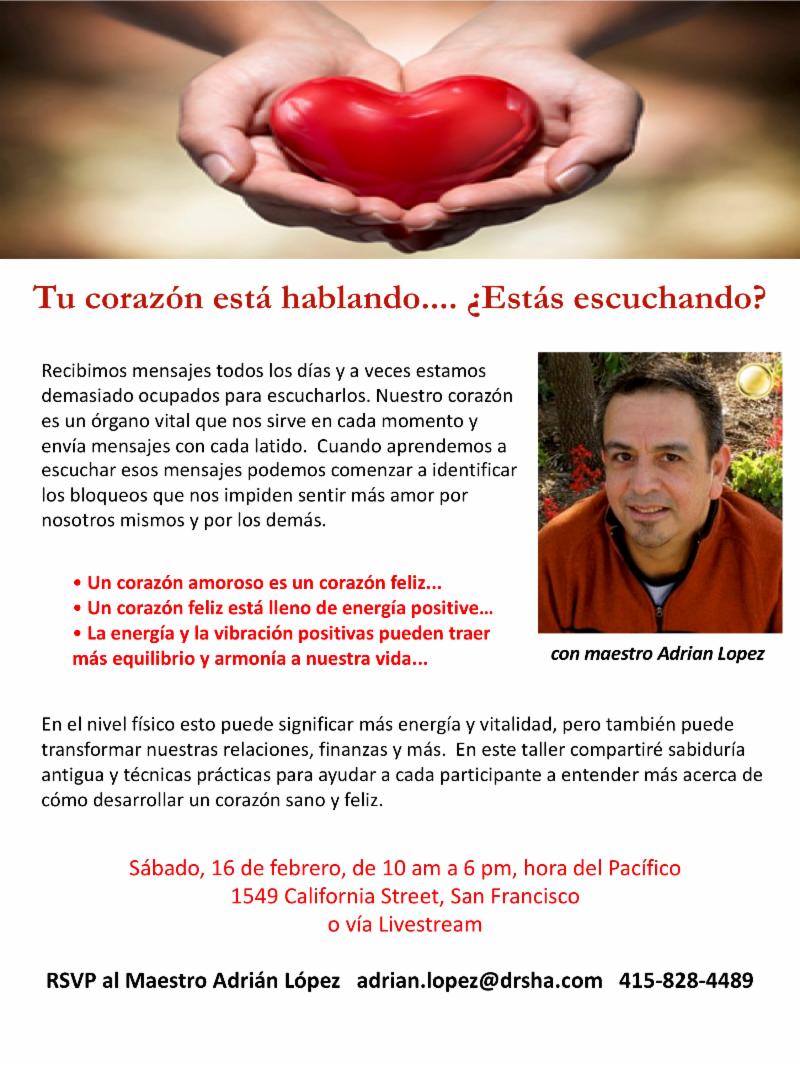 Tu corazón está hablando.... ¿Estás escuchando?
Recibimos mensajes todos los días y a veces estamos
demasiado ocupados para escucharlos. Nuestro corazón
es un órgano vital que nos sirve en cada momento y
envía mensajes con cada latido.  Cuando aprendemos a
escuchar esos mensajes podemos comenzar a identificar
los bloqueos que nos impiden sentir más amor por
nosotros mismos y por los demás.
• Un corazón amoroso es un corazón feliz...
• Un corazón feliz está lleno de energía positive...
• La energía y la vibración positivas pueden traer
más equilibrio y armonía a nuestra vida...
con maestro Adrian Lopez
En el nivel físico esto puede significar más energía y vitalidad, pero también puede
transformar nuestras relaciones, finanzas y más.  En este taller compartiré sabiduría
antigua y técnicas prácticas para ayudar a cada participante a entender más acerca de
cómo desarrollar un corazón sano y feliz.
Sábado, 16 de febrero, de 10 am a 6 pm, hora del Pacífico
1549 California Street, San Francisco
o vía Livestream
RSVP al Maestro Adrián López   adrian.lopez@drsha.com   415-828-4489